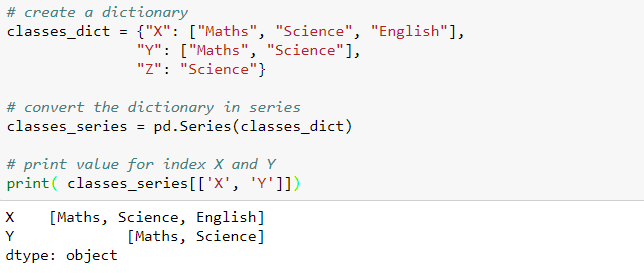 # create a dictionary
classes_dict = {"X": ["Maths", "Science", "English"],
                "Y": ["Maths", "Science"],
                "Z": "Science"}

# convert the dictionary in series
classes_series = pd.Series(classes_dict)

# print value for index X and Y
print( classes_series[['X', 'Y']])
X    [Maths, Science, English]
Y             [Maths, Science]
dtype: object